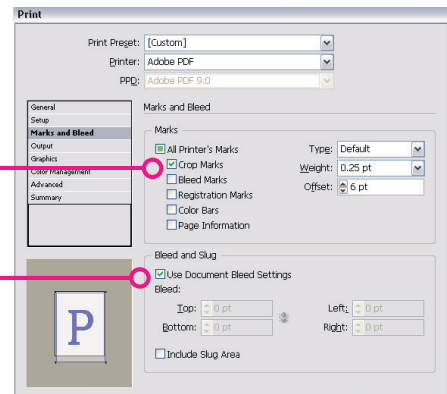 Print
Print Preset: [Custom]
Printer: Adobe PDF
PPD: Adobe PDF 9.0
General
Setup
Marks and Bleed
Output
Graphics
Color Management
Advanced
Summary
Marks and Bleed
Marks
All Printer's Marks
Crop Marks
Bleed Marks
Registration Marks
Color Bars
Page Information
Type: Default
Weight: 0.25 pt
Offset: 6 pt
Bleed and Slug
Use Document Bleed Settings
Bleed:
Top: 0 pt Left: 0 pt
Bottom: 0 pt Right: 0 pt
Include Slug Area
P